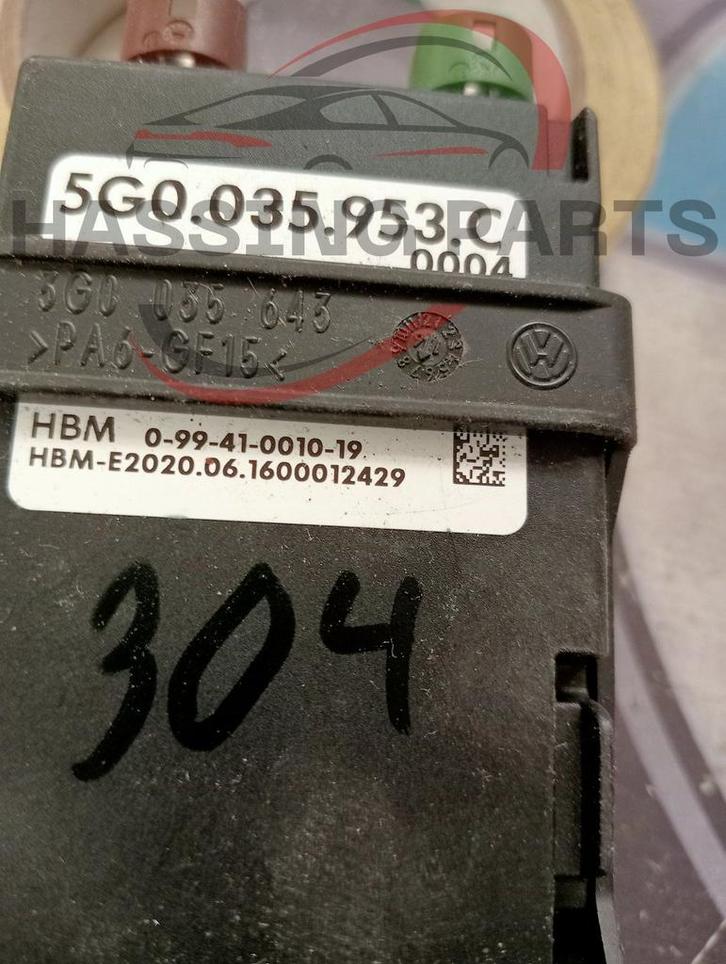 5G0.035.953.C
HASSING PARTS
0004
3G0 035 643
>PA6-GF15<
HBM 0-99-41-0010-19
HBM-E2020.06.1600012429
304